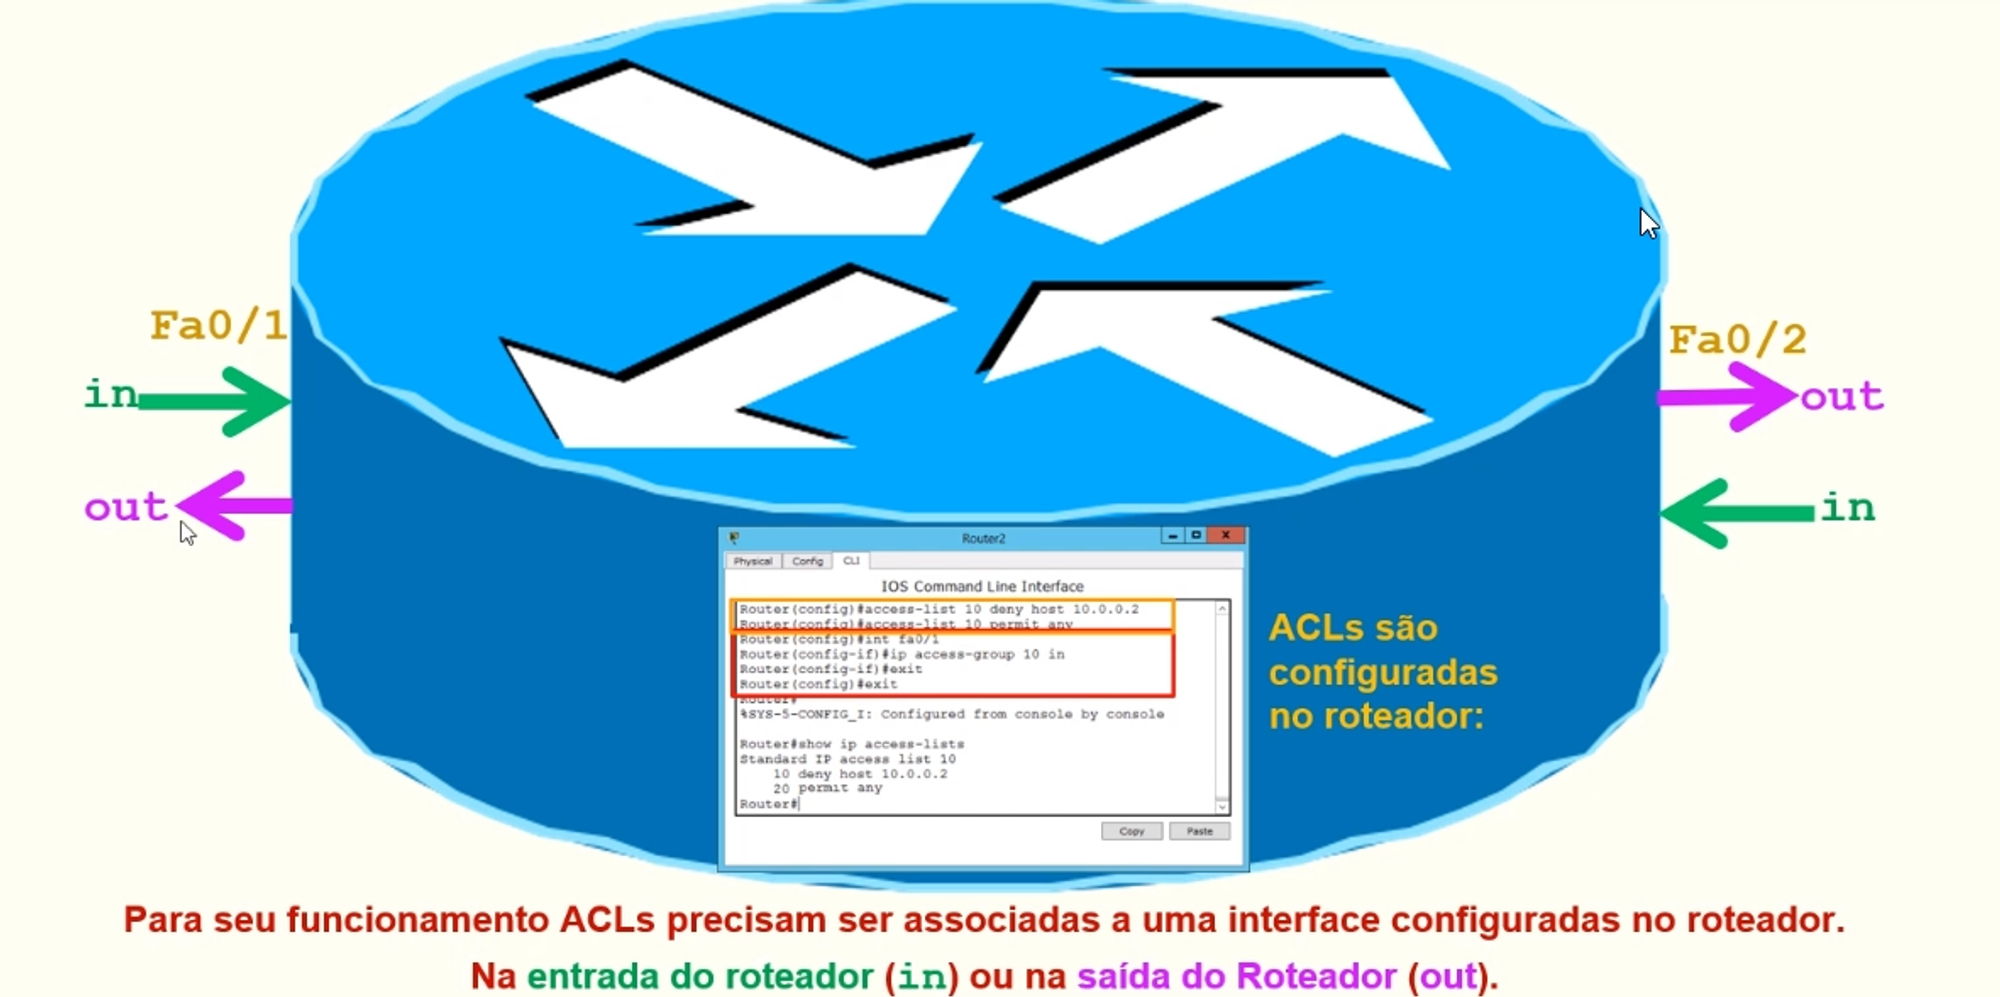 Fa0/1
in
out
Fa0/2
out
in
Router2
Physical Config CLI
IOS Command Line Interface
Router(config)#access-list 10 deny host 10.0.0.2
Router(config)#access-list 10 permit any
Router(config)#int fa0/1
Router(config-if)#ip access-group 10 in
Router(config-if)#exit
Router(config)#exit
Router#
%SYS-5-CONFIG_I: Configured from console by console
Router#show ip access-lists
Standard IP access list 10
10 deny host 10.0.0.2
20 permit any
Router#
Copy Paste
ACLs são
configuradas
no roteador:
Para seu funcionamento ACLs precisam ser associadas a uma interface configuradas no roteador.
Na entrada do roteador (in) ou na saída do Roteador (out).